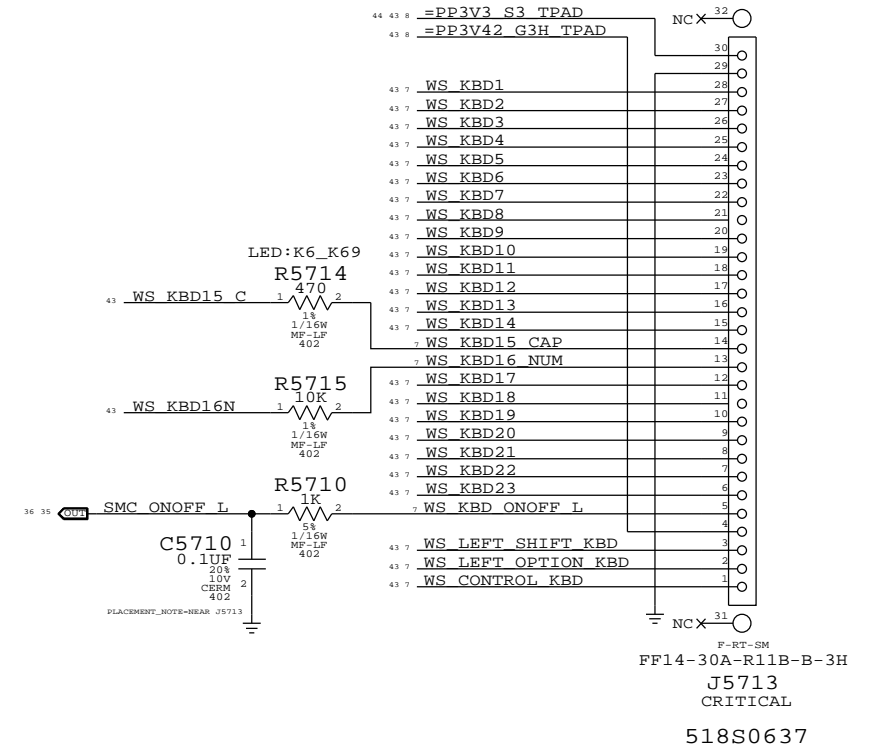 44 43 8 =PP3V3_S3_TPAD
43 8 =PP3V42_G3H_TPAD
NC 32
30
29
43 7 WS_KBD1 28
43 7 WS_KBD2 27
43 7 WS_KBD3 26
43 7 WS_KBD4 25
43 7 WS_KBD5 24
43 7 WS_KBD6 23
43 7 WS_KBD7 22
43 7 WS_KBD8 21
43 7 WS_KBD9 20
43 7 WS_KBD10 19
43 7 WS_KBD11 18
43 7 WS_KBD12 17
43 7 WS_KBD13 16
43 7 WS_KBD14 15
7 WS_KBD15_CAP 14
7 WS_KBD16_NUM 13
43 7 WS_KBD17 12
43 7 WS_KBD18 11
43 7 WS_KBD19 10
43 7 WS_KBD20 9
43 7 WS_KBD21 8
43 7 WS_KBD22 7
43 7 WS_KBD23 6
7 WS_KBD_ONOFF_L 5
4
43 7 WS_LEFT_SHIFT_KBD 3
43 7 WS_LEFT_OPTION_KBD 2
43 7 WS_CONTROL_KBD 1
NC 31
LED:K6_K69
R5714
470
43 WS_KBD15_C 1 2
1%
1/16W
MF-LF
402
R5715
10K
43 WS_KBD16N 1 2
1%
1/16W
MF-LF
402
R5710
1K
36 35 OUT SMC_ONOFF_L 1 2
5%
1/16W
MF-LF
402
C5710 1
0.1UF
20%
10V 2
CERM
402
PLACEMENT_NOTE=NEAR J5713
F-RT-SM
FF14-30A-R11B-B-3H
J5713
CRITICAL
518S0637